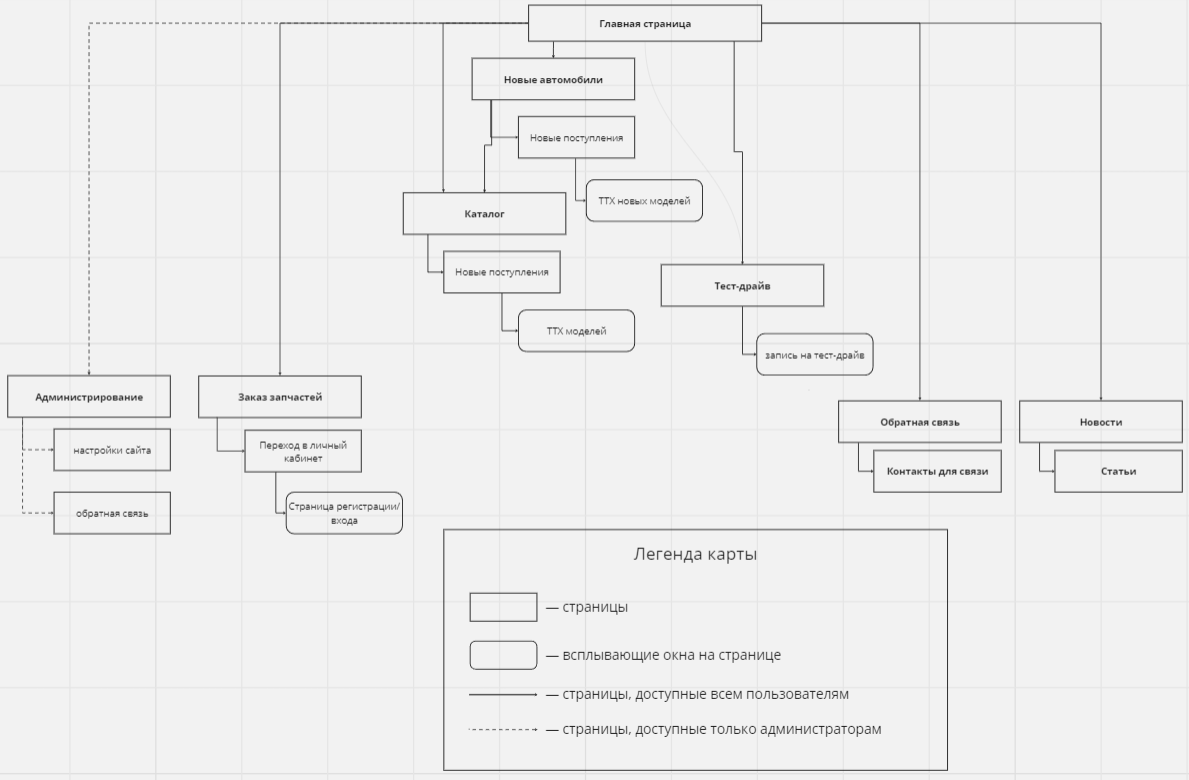 Главная страница
Новые автомобили
Новые поступления
ТТХ новых моделей
Каталог
Новые поступления
ТТХ моделей
Тест-драйв
запись на тест-драйв
Администрирование
настройки сайта
обратная связь
Заказ запчастей
Переход в личный
кабинет
Страница регистрации/
входа
Обратная связь
Контакты для связи
Новости
Статьи
Легенда карты
— страницы
— всплывающие окна на странице
— страницы, доступные всем пользователям
— страницы, доступные только администраторам